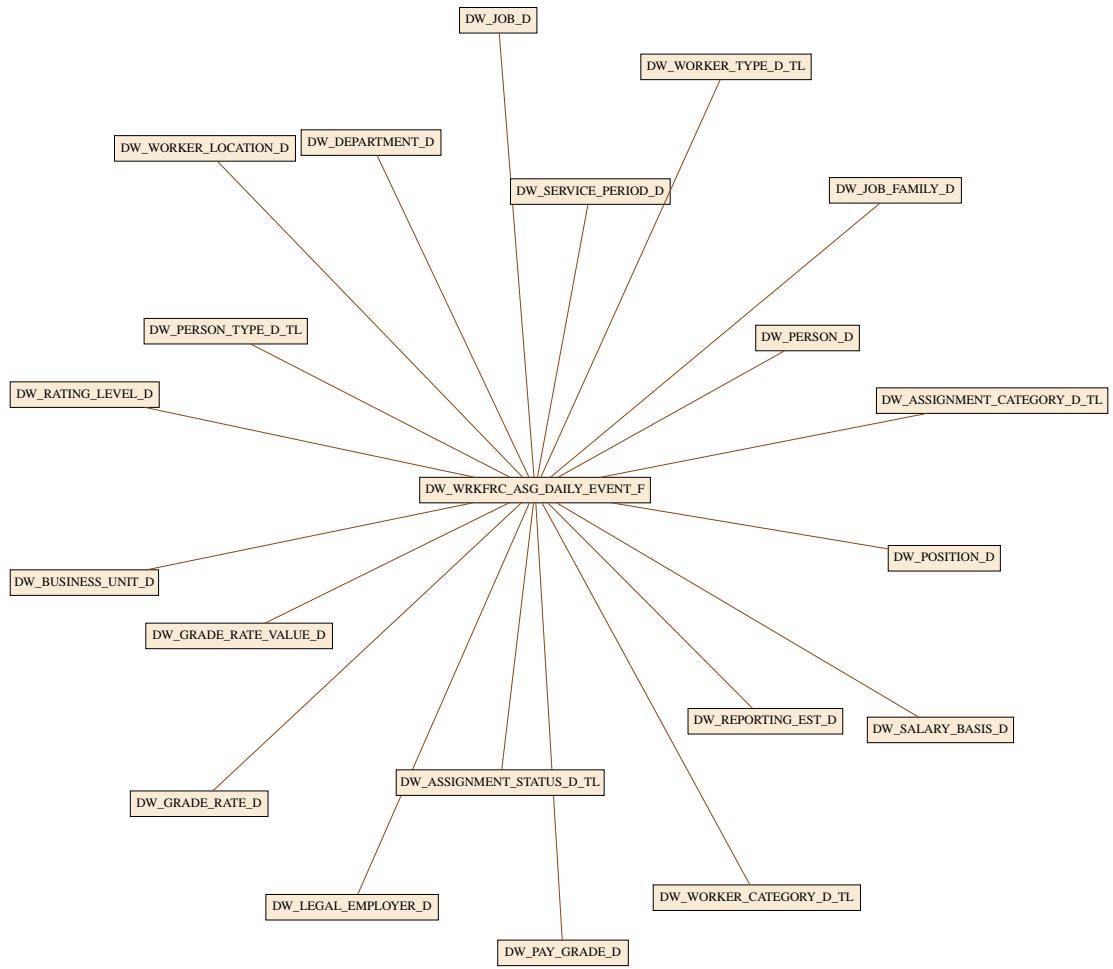 DW_JOB_D
DW_WORKER_TYPE_D_TL
DW_DEPARTMENT_D
DW_WORKER_LOCATION_D
DW_SERVICE_PERIOD_D
DW_JOB_FAMILY_D
DW_PERSON_TYPE_D_TL
DW_PERSON_D
DW_RATING_LEVEL_D
DW_ASSIGNMENT_CATEGORY_D_TL
DW_WRKFRC_ASG_DAILY_EVENT_F
DW_POSITION_D
DW_BUSINESS_UNIT_D
DW_GRADE_RATE_VALUE_D
DW_REPORTING_EST_D
DW_SALARY_BASIS_D
DW_ASSIGNMENT_STATUS_D_TL
DW_GRADE_RATE_D
DW_WORKER_CATEGORY_D_TL
DW_LEGAL_EMPLOYER_D
DW_PAY_GRADE_D